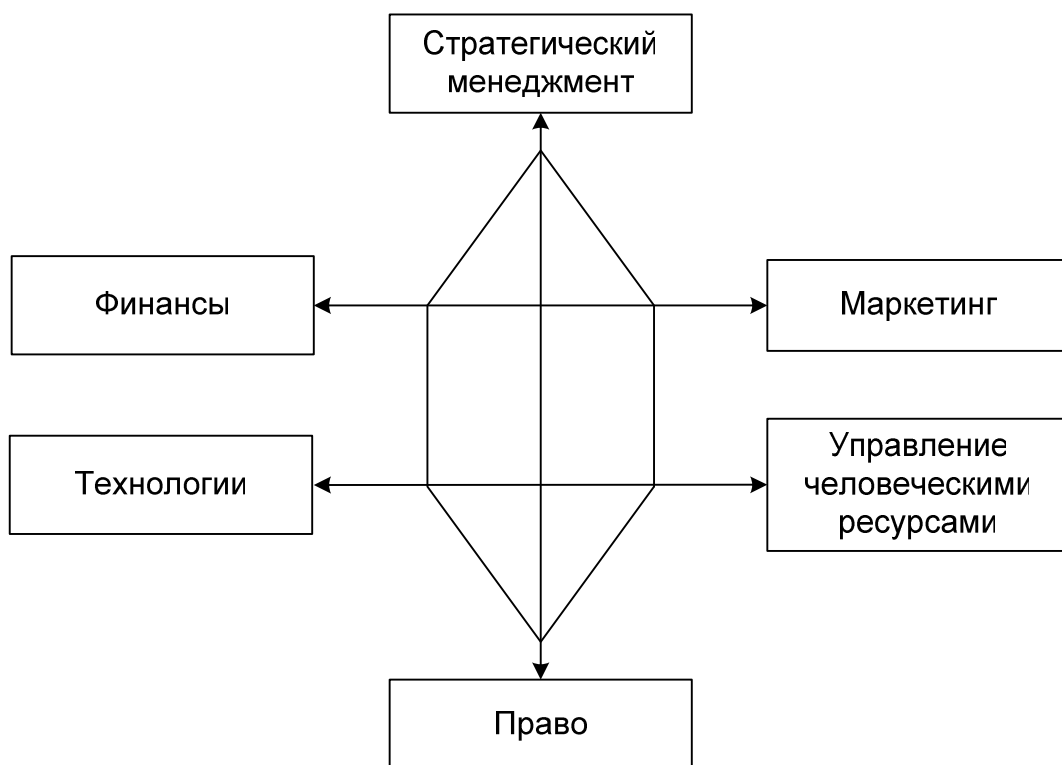 Стратегический
менеджмент
Финансы
Маркетинг
Технологии
Управление
человеческими
ресурсами
Право